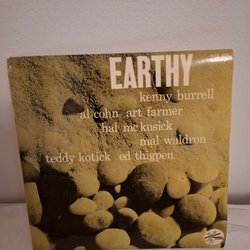 EARTHY
kenny burrell
al cohn art farmer
hal mckusick
mal waldron
teddy kotick ed thigpen